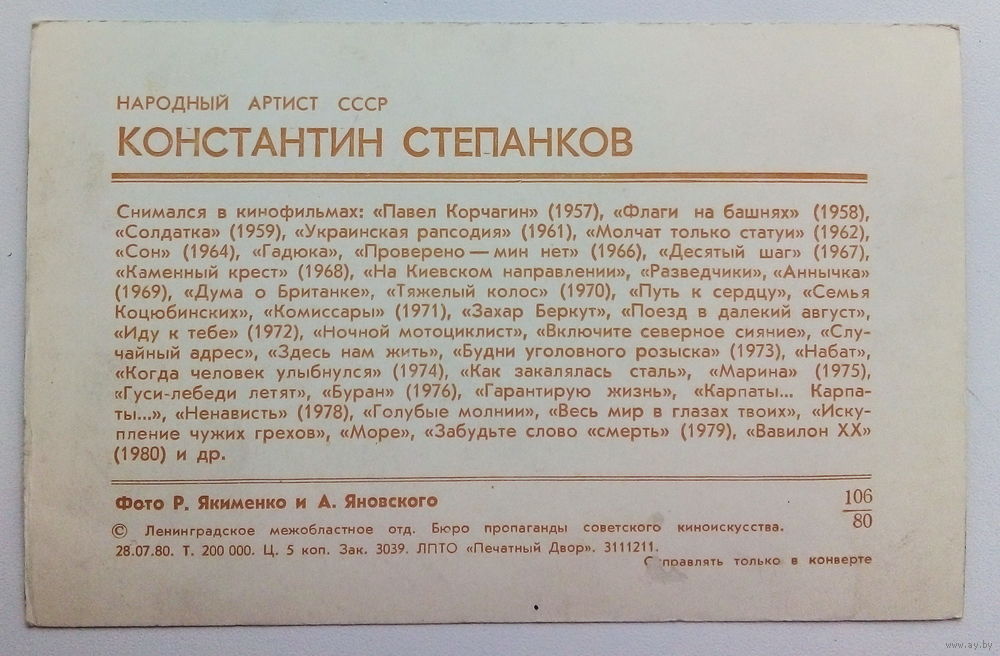 НАРОДНЫЙ АРТИСТ СССР
КОНСТАНТИН СТЕПАНКОВ
Снимался в кинофильмах: «Павел Корчагин» (1957), «Флаги на башнях» (1958),
«Солдатка» (1959), «Украинская рапсодия» (1961), «Молчат только статуи» (1962),
«Сон» (1964), «Гадюка», «Проверено — мин нет» (1966), «Десятый шаг» (1967),
«Каменный крест» (1968), «На Киевском направлении», «Разведчики», «Аннычка»
(1969), «Дума о Британке», «Тяжелый колос» (1970), «Путь к сердцу», «Семья
Коцюбинских», «Комиссары» (1971), «Захар Беркут», «Поезд в далекий август»,
«Иду к тебе» (1972), «Ночной мотоциклист», «Включите северное сияние», «Слу-
чайный адрес», «Здесь нам жить», «Будни уголовного розыска» (1973), «Набат»,
«Когда человек улыбнулся» (1974), «Как закалялась сталь», «Марина» (1975),
«Гуси-лебеди летят», «Буран» (1976), «Гарантирую жизнь», «Карпаты... Карпа-
ты...», «Ненависть» (1978), «Голубые молнии», «Весь мир в глазах твоих», «Иску-
пление чужих грехов», «Море», «Забудьте слово «смерть» (1979), «Вавилон XX»
(1980) и др.
Фото Р. Якименко и А. Яновского
106
80
© Ленинградское межобластное отд. Бюро пропаганды советского киноискусства.
28.07.80. Т. 200 000. Ц. 5 коп. Зак. 3039. ЛПТО «Печатный Двор». 3111211.
Отправлять только в конверте
www.ay.by